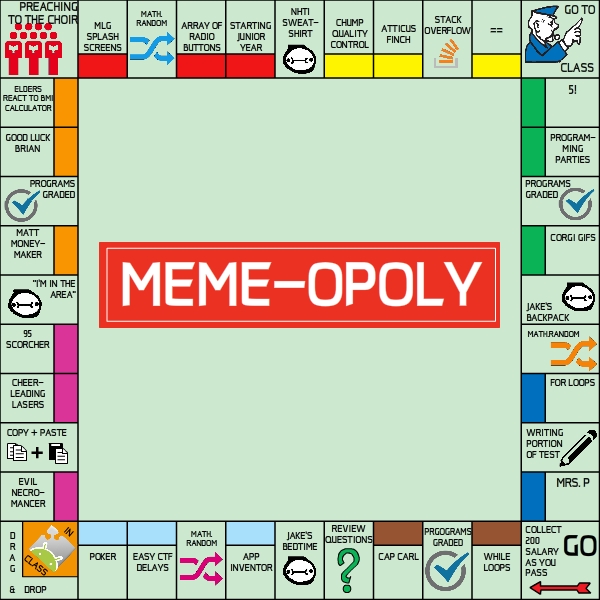 PREACHING
TO THE CHOIR
MLG
SPLASH
SCREENS
MATH.
RANDOM
ARRAY OF
RADIO
BUTTONS
STARTING
JUNIOR
YEAR
NHTI
SWEAT-
SHIRT
CHUMP
QUALITY
CONTROL
ATTICUS
FINCH
STACK
OVERFLOW
==
GO TO
CLASS
ELDERS
REACT TO BMI
CALCULATOR
5!
GOOD LUCK
BRIAN
PROGRAM-
MING
PARTIES
PROGRAMS
GRADED
PROGRAMS
GRADED
MATT
MONEY-
MAKER
CORGI GIFS
"I'M IN THE
AREA"
JAKE'S
BACKPACK
MEME-OPOLY
95
SCORCHER
MATH.RANDOM
CHEER-
LEADING
LASERS
FOR LOOPS
COPY + PASTE
+
WRITING
PORTION
OF TEST
EVIL
NECRO-
MANCER
MRS. P
DRAG
& DROP
IN
CLASS
POKER
EASY CTF
DELAYS
MATH.
RANDOM
APP
INVENTOR
JAKE'S
BEDTIME
REVIEW
QUESTIONS
?
CAP CARL
PRGOGRAMS
GRADED
WHILE
LOOPS
COLLECT
200
SALARY
AS YOU
PASS
GO